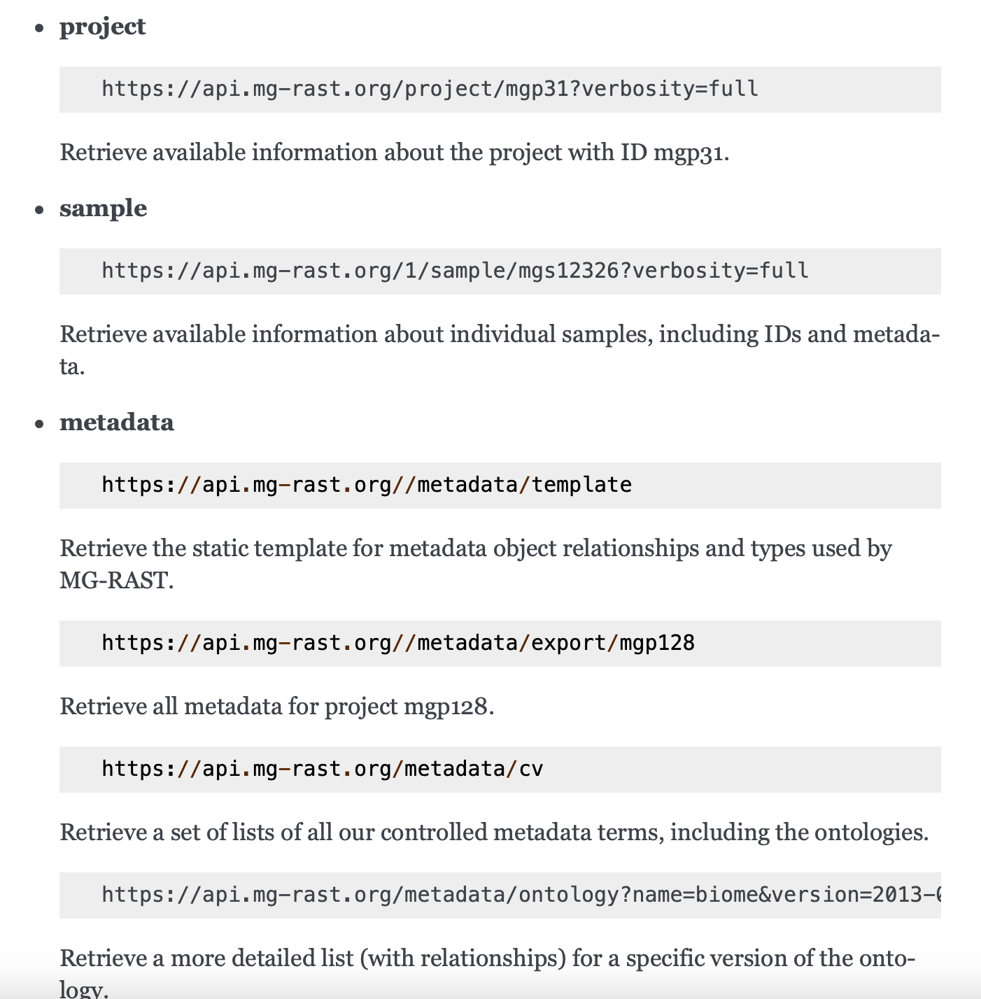 • project
https://api.mg-rast.org/project/mgp31?verbosity=full
Retrieve available information about the project with ID mgp31.
• sample
https://api.mg-rast.org/1/sample/mgs12326?verbosity=full
Retrieve available information about individual samples, including IDs and metada-
ta.
• metadata
https://api.mg-rast.org//metadata/template
Retrieve the static template for metadata object relationships and types used by
MG-RAST.
https://api.mg-rast.org//metadata/export/mgp128
Retrieve all metadata for project mgp128.
https://api.mg-rast.org/metadata/cv
Retrieve a set of lists of all our controlled metadata terms, including the ontologies.
https://api.mg-rast.org/metadata/ontology?name=biome&version=2013-0
Retrieve a more detailed list (with relationships) for a specific version of the onto-
logy.